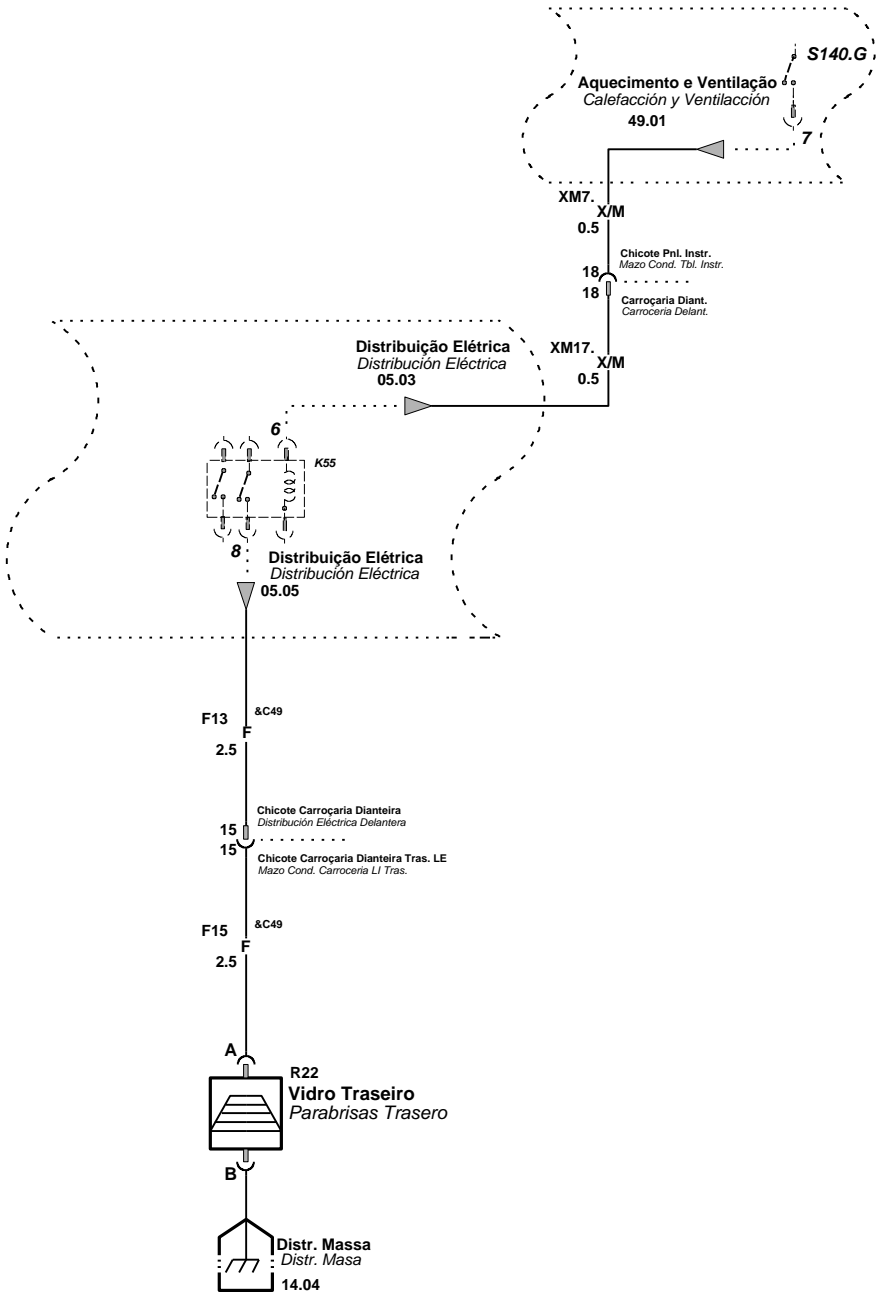 S140.G
Aquecimento e Ventilação
Calefacción y Ventilacción
49.01
7
XM7.
X/M
0.5
Chicote Pnl. Instr.
Mazo Cond. Tbl. Instr.
18
18
Carroçaria Diant.
Carroceria Delant.
Distribuição Elétrica
Distribución Eléctrica
05.03
XM17.
X/M
0.5
6
K55
8
Distribuição Elétrica
Distribución Eléctrica
05.05
F13
&C49
F
2.5
Chicote Carroçaria Dianteira
Distribución Eléctrica Delantera
15
15
Chicote Carroçaria Dianteira Tras. LE
Mazo Cond. Carroceria LI Tras.
F15
&C49
F
2.5
A
R22
Vidro Traseiro
Parabrisas Trasero
B
Distr. Massa
Distr. Masa
14.04